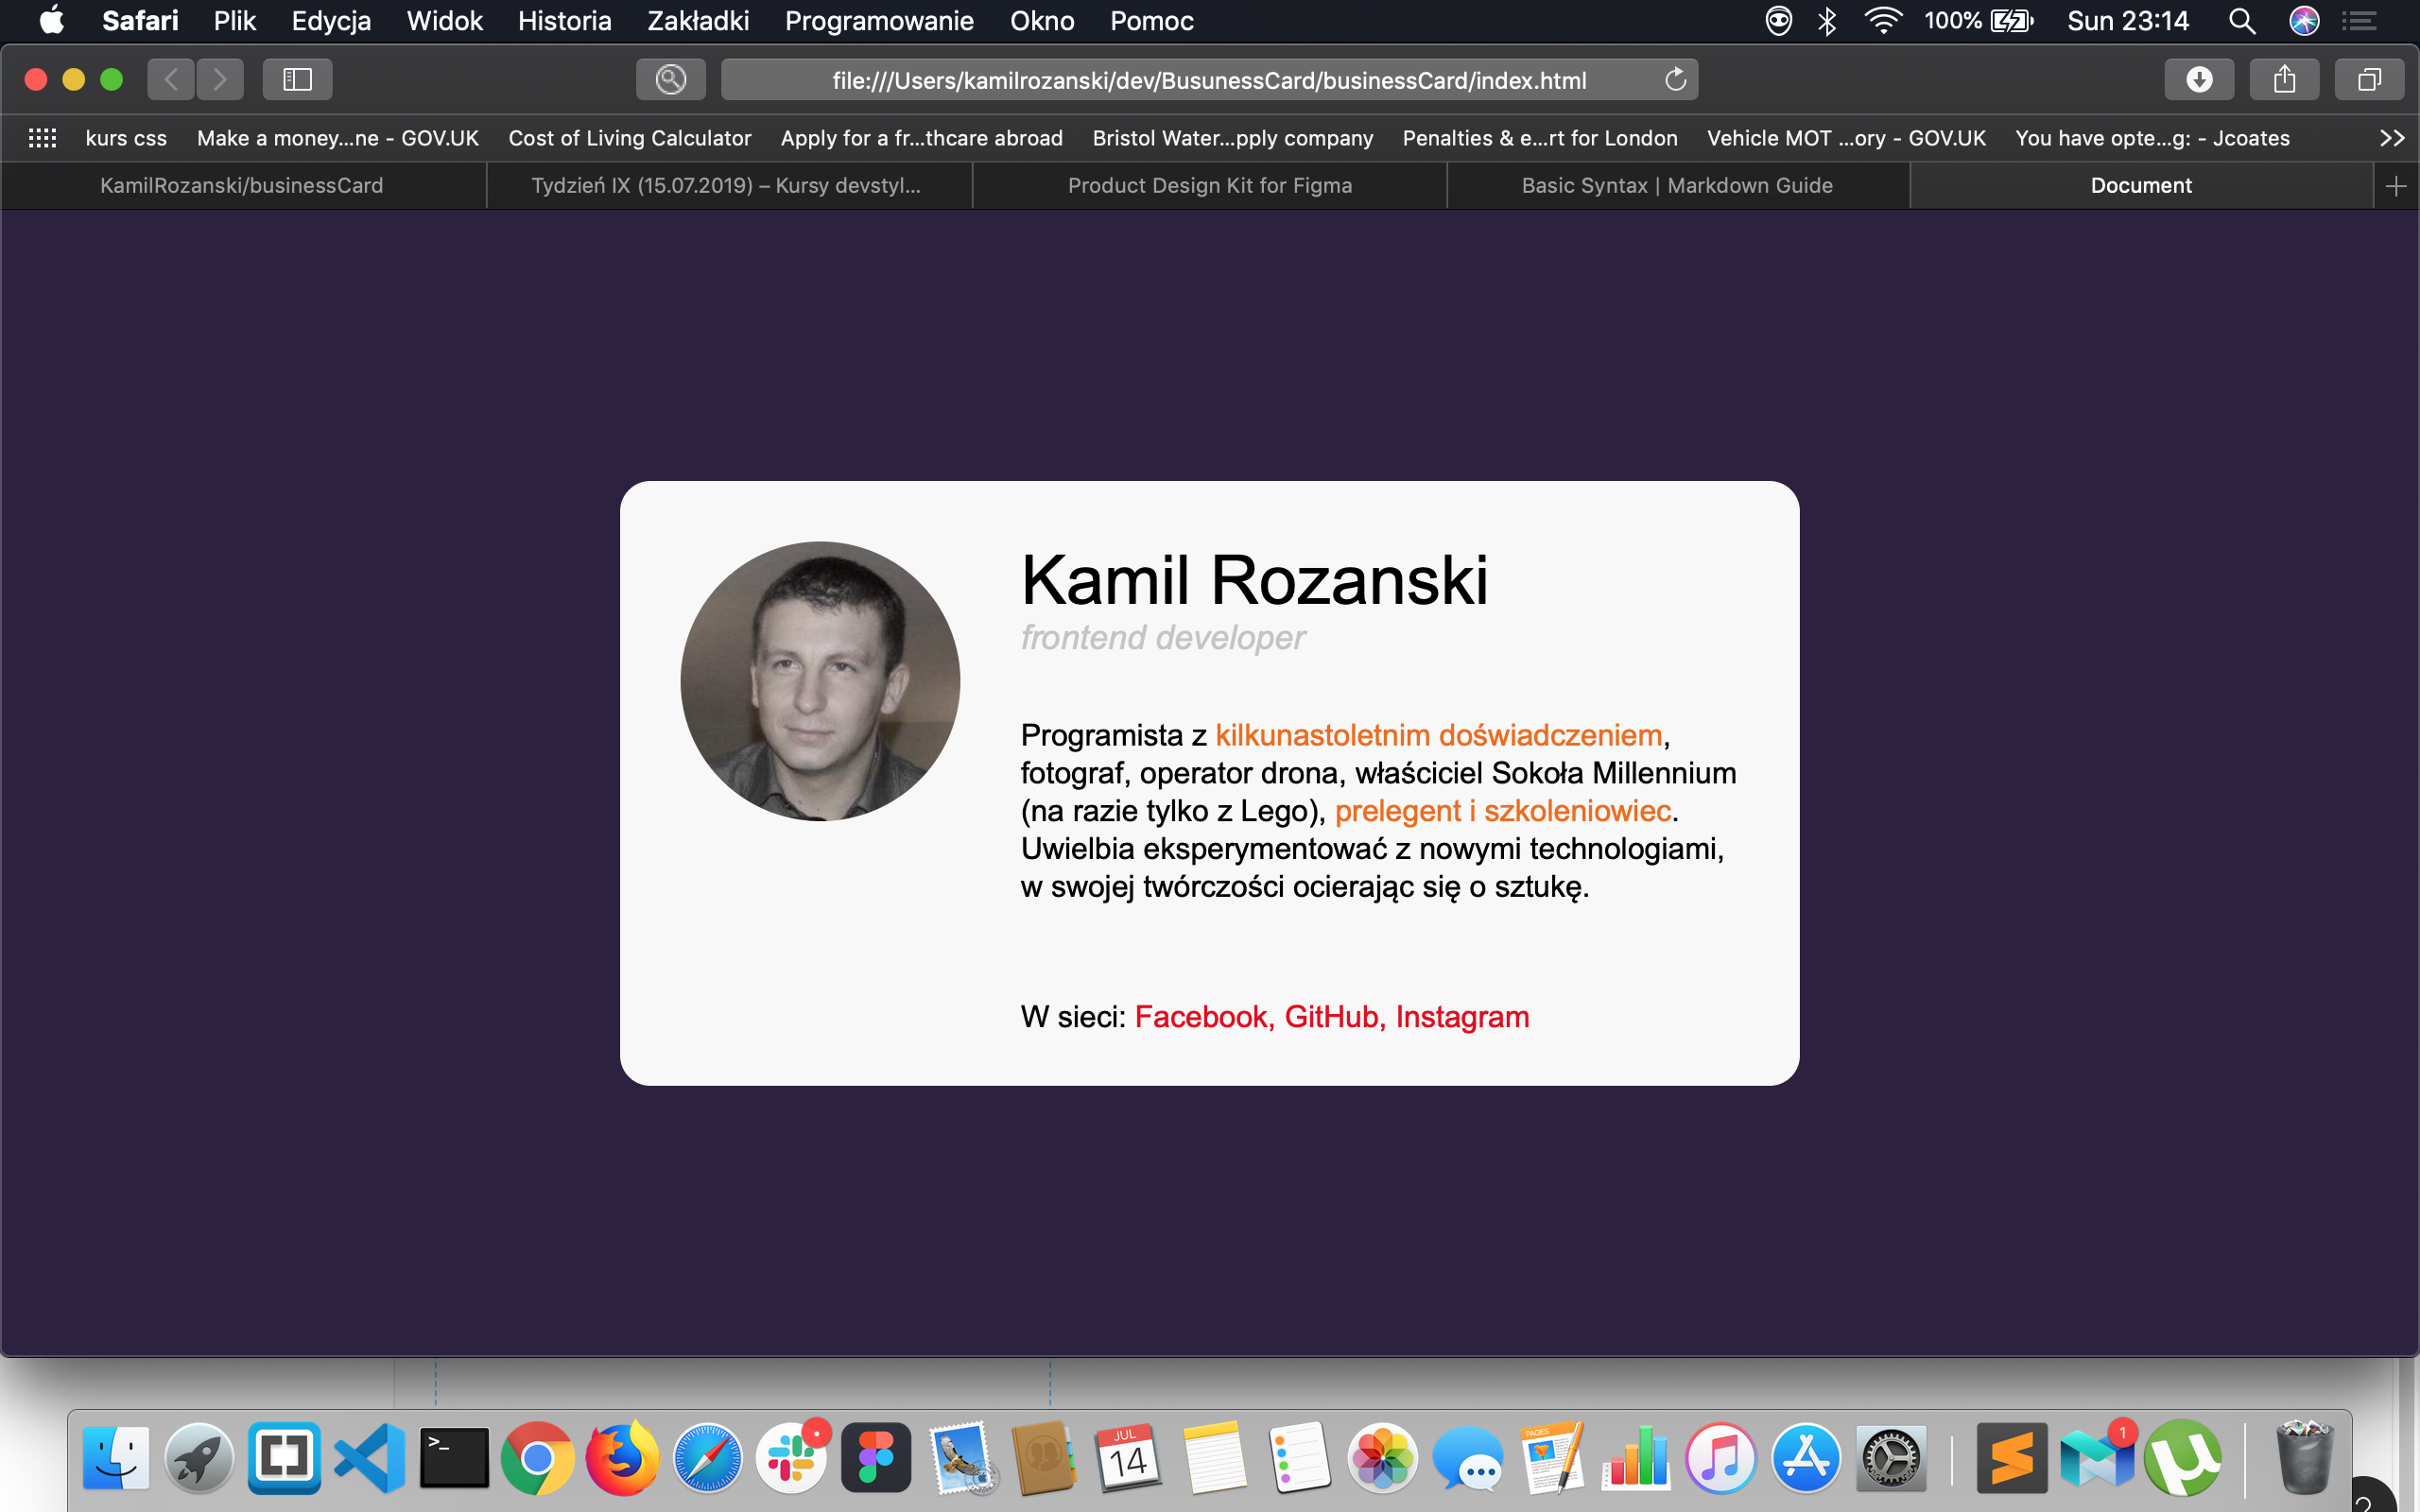 Safari Plik Edycja Widok Historia Zakładki Programowanie Okno Pomoc 100% Sun 23:14
file:///Users/kamilrozanski/dev/BusunessCard/businessCard/index.html
kurs css Make a money...ne - GOV.UK Cost of Living Calculator Apply for a fr...thcare abroad Bristol Water...pply company Penalties & e...rt for London Vehicle MOT ...ory - GOV.UK You have opte...g: - Jcoates
KamilRozanski/businessCard Tydzień IX (15.07.2019) – Kursy devstyl... Product Design Kit for Figma Basic Syntax | Markdown Guide Document
Kamil Rozanski
frontend developer
Programista z kilkunastoletnim doświadczeniem,
fotograf, operator drona, właściciel Sokoła Millennium
(na razie tylko z Lego), prelegent i szkoleniowiec.
Uwielbia eksperymentować z nowymi technologiami,
w swojej twórczości ocierając się o sztukę.
W sieci: Facebook, GitHub, Instagram
JUL
14
PAGES
1